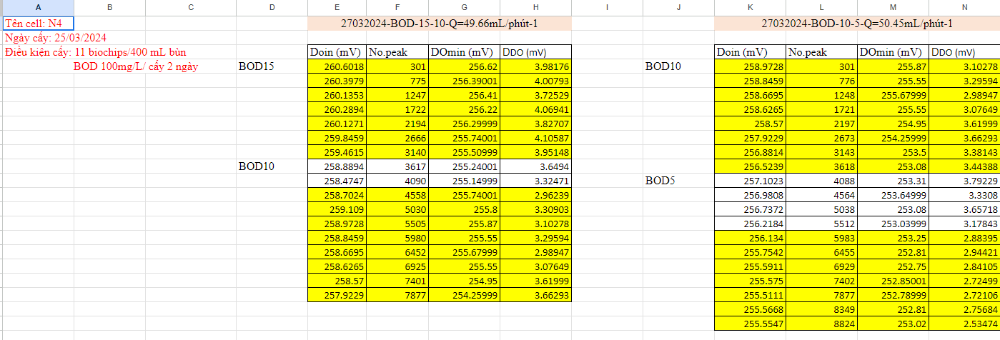 A B C D E F G H I J K L M N
Tên cell: N4 27032024-BOD-15-10-Q=49.66mL/phút-1 27032024-BOD-10-5-Q=50.45mL/phút-1
Ngày cấy: 25/03/2024
Điều kiện cấy: 11 biochips/400 mL bùn Doin (mV) No.peak DOmin (mV) DDO (mV) Doin (mV) No.peak DOmin (mV) DDO (mV)
BOD 100mg/L/ cấy 2 ngày BOD15 260.6018 301 256.62 3.98176 BOD10 258.9728 301 255.87 3.10278
260.3979 775 256.39001 4.00793 258.8459 776 255.55 3.29594
260.1353 1247 256.41 3.72529 258.6695 1248 255.67999 2.98947
260.2894 1722 256.22 4.06941 258.6265 1721 255.55 3.07649
260.1271 2194 256.29999 3.82707 258.57 2197 254.95 3.61999
259.8459 2666 255.74001 4.10587 257.9229 2673 254.25999 3.66293
259.4615 3140 255.50999 3.95148 256.8814 3143 253.5 3.38143
BOD10 258.8894 3617 255.24001 3.6494 256.5239 3618 253.08 3.44388
258.4747 4090 255.14999 3.32471 BOD5 257.1023 4088 253.31 3.79229
258.7024 4558 255.74001 2.96239 256.9808 4564 253.64999 3.3308
259.109 5030 255.8 3.30903 256.7372 5038 253.08 3.65718
258.9728 5505 255.87 3.10278 256.2184 5512 253.03999 3.17843
258.8459 5980 255.55 3.29594 256.134 5983 253.25 2.88395
258.6695 6452 255.67999 2.98947 255.7542 6455 252.81 2.94421
258.6265 6925 255.55 3.07649 255.5911 6929 252.75 2.84105
258.57 7401 254.95 3.61999 255.575 7402 252.85001 2.72499
257.9229 7877 254.25999 3.66293 255.5111 7877 252.78999 2.72106
255.5668 8349 252.81 2.75684
255.5547 8824 253.02 2.53474